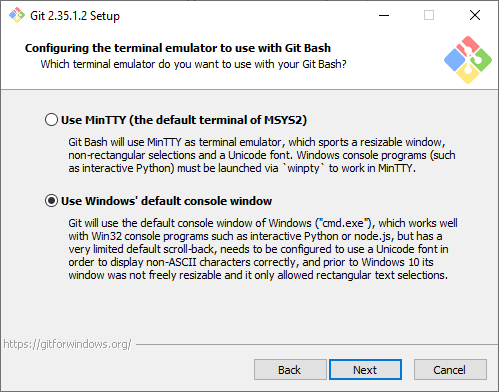 Git 2.35.1.2 Setup
Configuring the terminal emulator to use with Git Bash
Which terminal emulator do you want to use with your Git Bash?
Use MinTTY (the default terminal of MSYS2)
Git Bash will use MinTTY as terminal emulator, which sports a resizable window,
non-rectangular selections and a Unicode font. Windows console programs (such
as interactive Python) must be launched via `winpty` to work in MinTTY.
Use Windows' default console window
Git will use the default console window of Windows ("cmd.exe"), which works well
with Win32 console programs such as interactive Python or node.js, but has a
very limited default scroll-back, needs to be configured to use a Unicode font in
order to display non-ASCII characters correctly, and prior to Windows 10 its
window was not freely resizable and it only allowed rectangular text selections.
https://gitforwindows.org/
Back
Next
Cancel